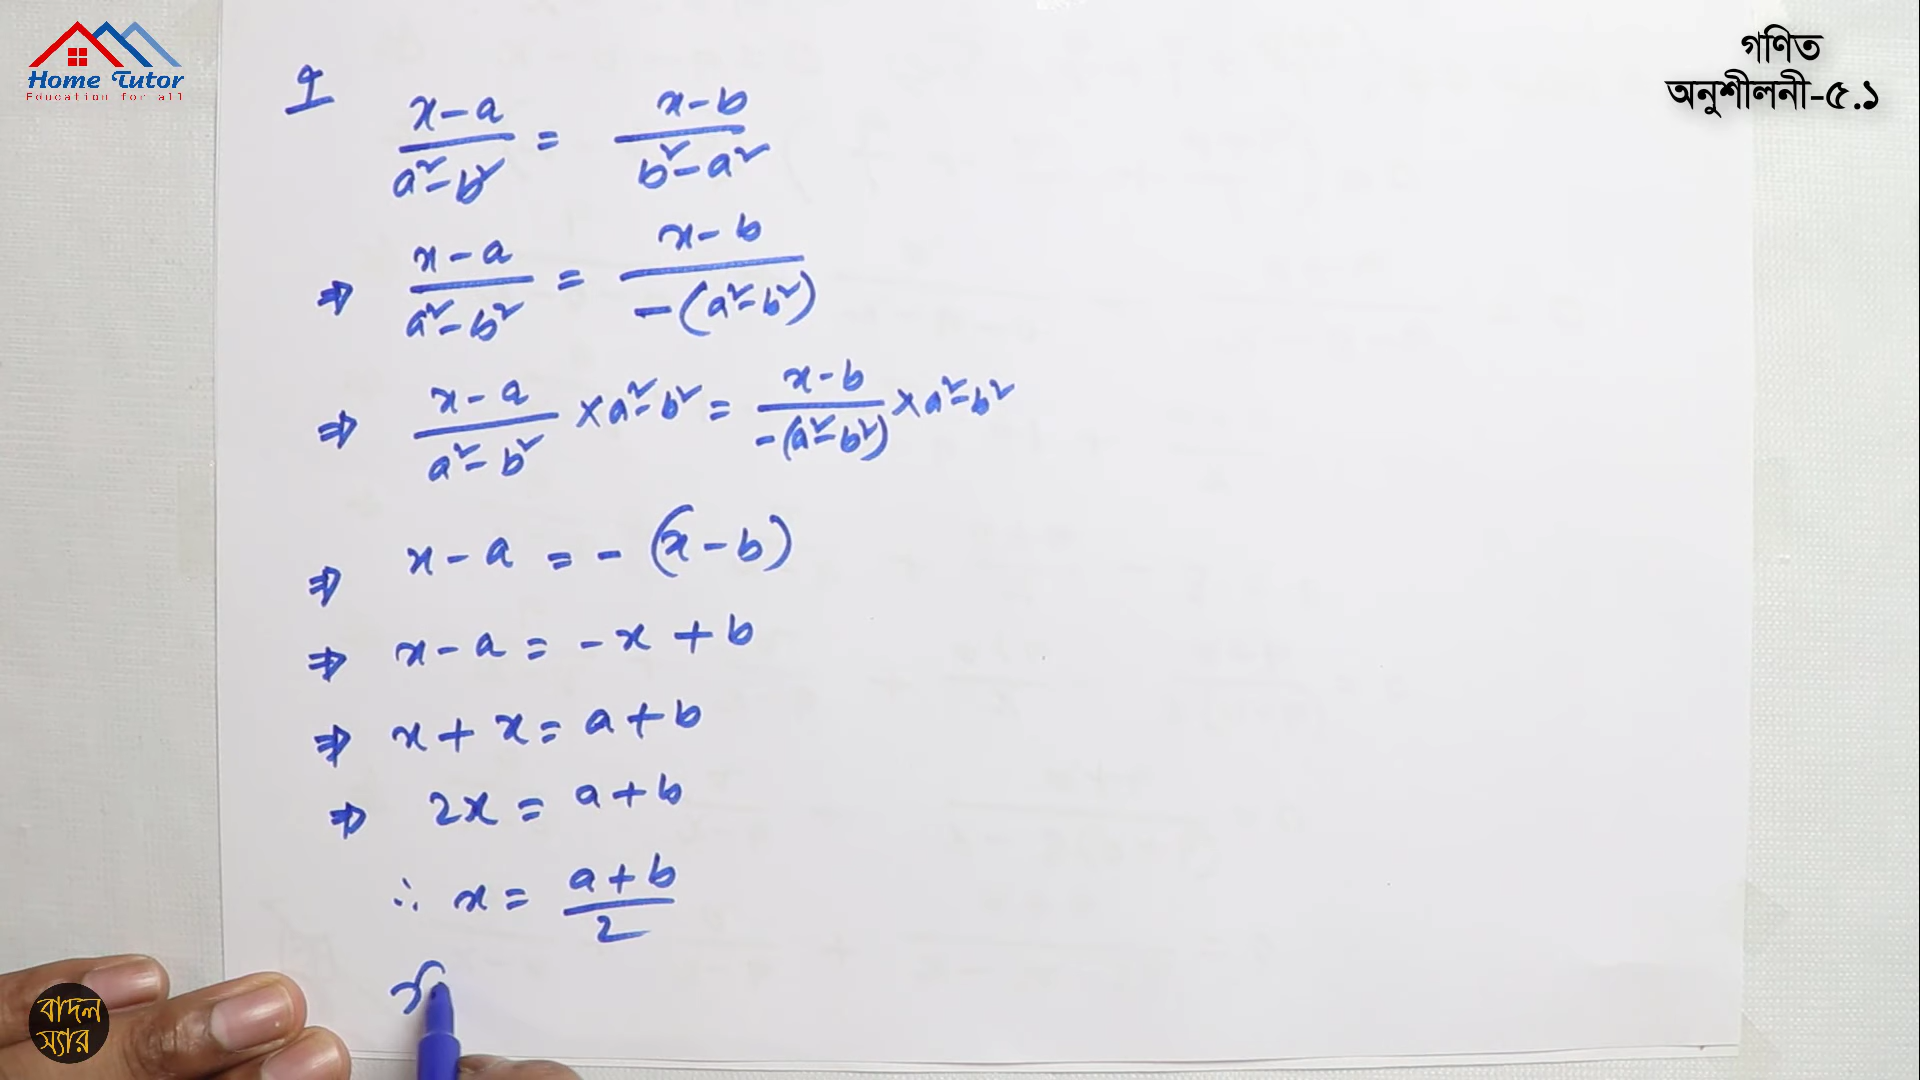 Home Tutor
Education for all
গণিত
অনুশীলনী-৫.১
৭
(x-a)/(a²-b²) = (x-b)/(b²-a²)
⇒ (x-a)/(a²-b²) = (x-b)/(-(a²-b²))
⇒ (x-a)/(a²-b²) × a²-b² = (x-b)/(-(a²-b²)) × a²-b²
⇒ x-a = -(x-b)
⇒ x-a = -x+b
⇒ x+x = a+b
⇒ 2x = a+b
∴ x = (a+b)/2
বাদল
স্যার